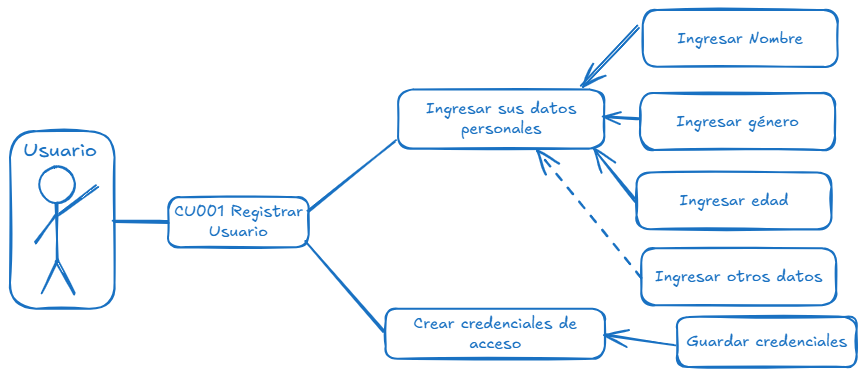 Usuario
CU001 Registrar
Usuario
Ingresar sus datos
personales
Ingresar Nombre
Ingresar género
Ingresar edad
Ingresar otros datos
Crear credenciales de
acceso
Guardar credenciales